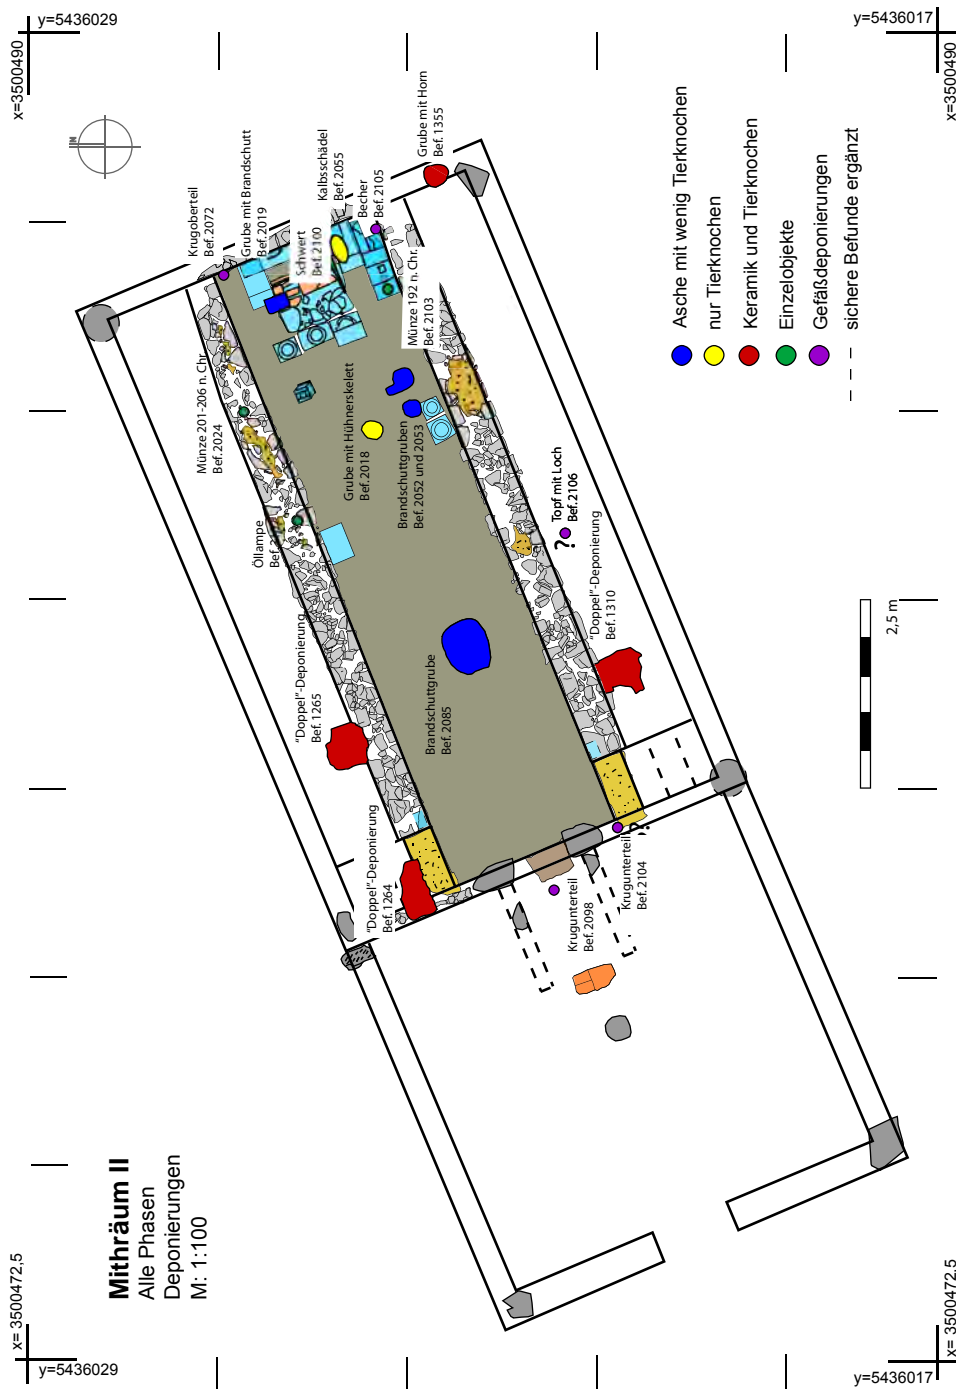 y=5436029
x=3500490
y=5436017
x=3500490
N
Krugoberteil
Bef.2072
Grube mit Brandschutt
Bef.2019
Schwert
Bef.2100
Kalbsschädel
Bef.2055
Becher
Bef.2105
Grube mit Horn
Bef.1355
Münze 192 n. Chr.
Bef.2103
Münze 201-206 n. Chr.
Bef.2024
Öllampe
Grube mit Hühnerskelett
Bef.2018
Brandschuttgruben
Bef.2052 und 2053
?
Topf mit Loch
Bef.2106
"Doppel"-Deponierung
Bef. 1265
Brandschuttgrube
Bef.2085
"Doppel"-Deponierung
Bef. 1310
"Doppel"-Deponierung
Bef. 1264
Krugunterteil
Bef. 2098
Krugunterteil
Bef. 2104
?
Asche mit wenig Tierknochen
nur Tierknochen
Keramik und Tierknochen
Einzelobjekte
Gefäßdeponierungen
sichere Befunde ergänzt
2,5 m
Mithräum II
Alle Phasen
Deponierungen
M: 1:100
x= 3500472,5
y=5436029
x= 3500472,5
y=5436017